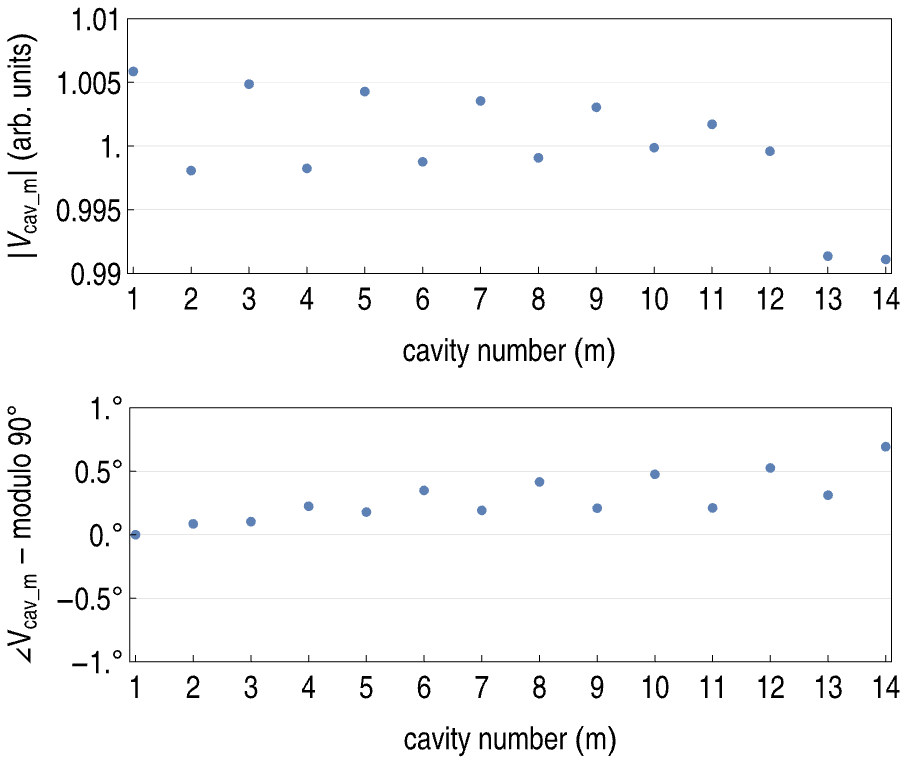 |V_cav_m| (arb. units)
1.01
1.005
1.
0.995
0.99
1 2 3 4 5 6 7 8 9 10 11 12 13 14
cavity number (m)
∠V_cav_m − modulo 90°
1.°
0.5°
0.°
−0.5°
−1.°
1 2 3 4 5 6 7 8 9 10 11 12 13 14
cavity number (m)